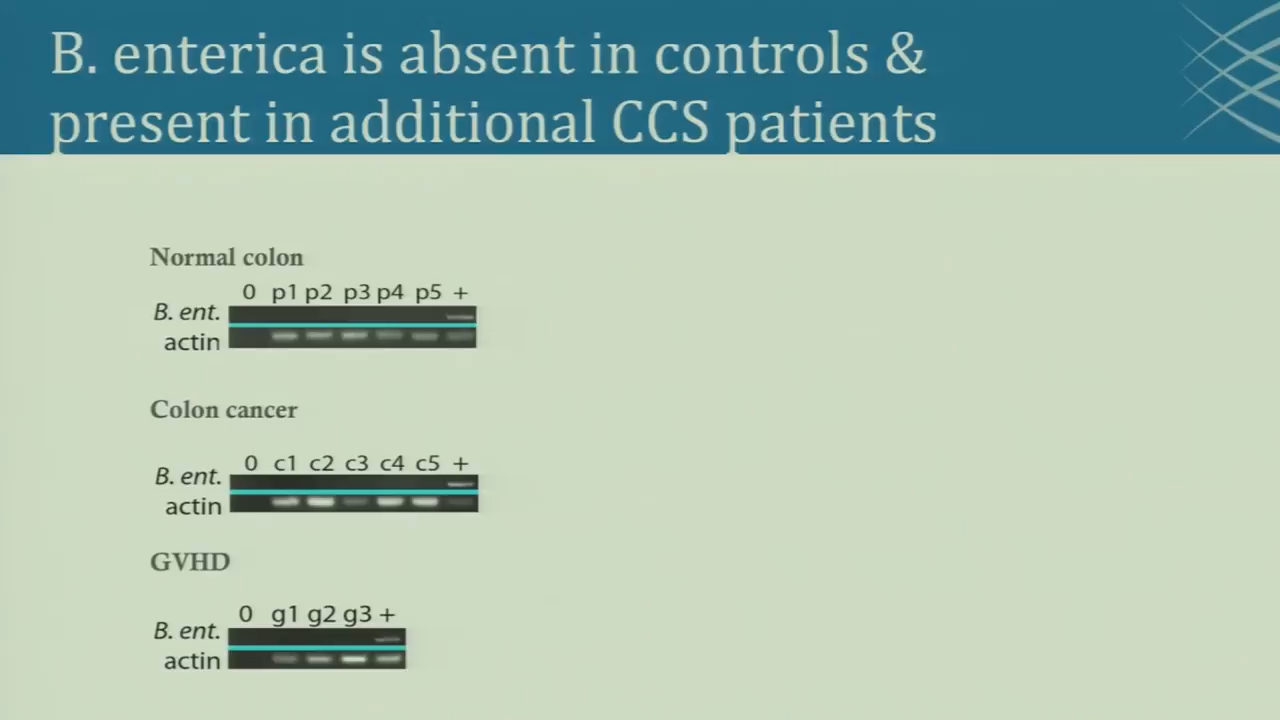 B. enterica is absent in controls &
present in additional CCS patients
Normal colon
0 p1 p2 p3 p4 p5 +
B. ent.
actin
Colon cancer
0 c1 c2 c3 c4 c5 +
B. ent.
actin
GVHD
0 g1 g2 g3 +
B. ent.
actin